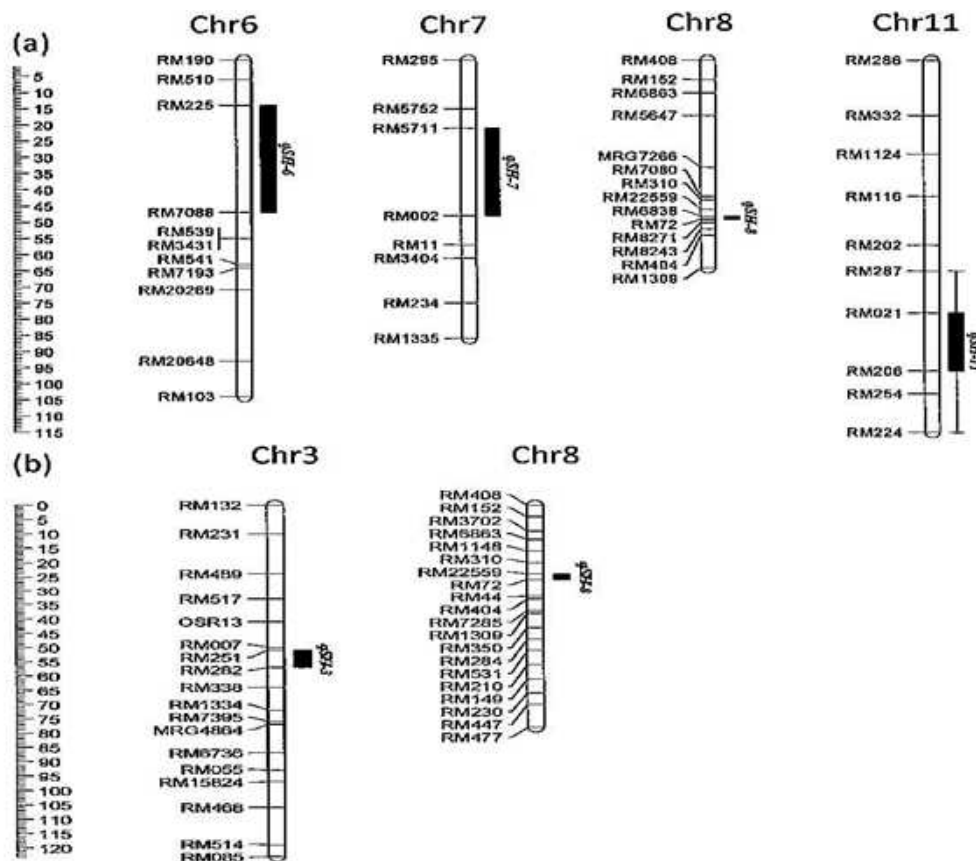 Chr6 Chr7 Chr8 Chr11
(a)
5
10
15
20
25
30
35
40
45
50
55
60
65
70
75
80
85
90
95
100
105
110
115
RM190
RM510
RM225
RM7088
RM539
RM3431
RM541
RM7193
RM20269
RM20648
RM103
qSH-6
RM295
RM5752
RM5711
RM002
RM11
RM3404
RM234
RM1335
qSH-7
RM408
RM152
RM6863
RM5647
MRG7266
RM7080
RM310
RM22559
RM6838
RM72
RM8271
RM8243
RM404
RM1309
qSH-8
RM286
RM332
RM1124
RM116
RM202
RM287
RM021
RM206
RM254
RM224
qSH-11
(b)
Chr3 Chr8
0
5
10
15
20
25
30
35
40
45
50
55
60
65
70
75
80
85
90
95
100
105
110
115
120
RM132
RM231
RM489
RM517
OSR13
RM007
RM251
RM282
RM338
RM1334
RM7395
MRG4864
RM6736
RM055
RM15824
RM468
RM514
RM085
qSH-3
RM408
RM152
RM3702
RM6863
RM1148
RM310
RM22559
RM72
RM44
RM404
RM7285
RM1309
RM350
RM284
RM531
RM210
RM149
RM230
RM447
RM477
qSH-8